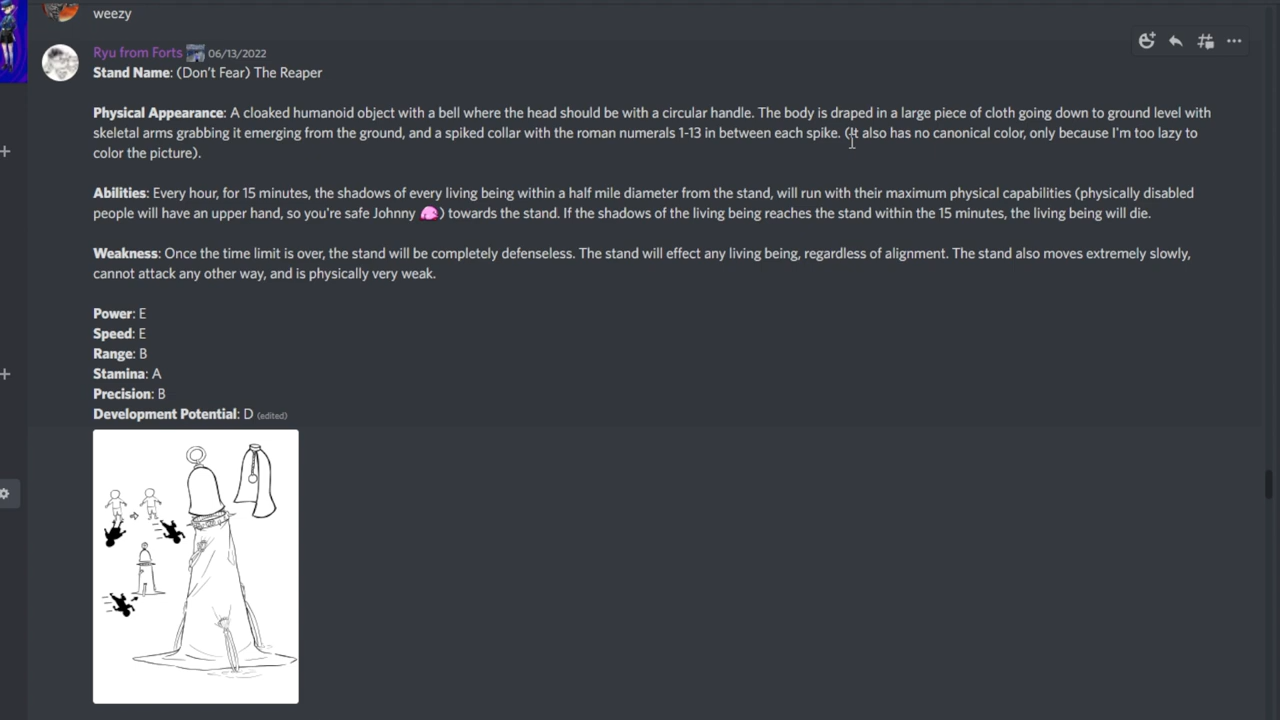 weezy
Ryu from Forts 06/13/2022
Stand Name: (Don't Fear) The Reaper
Physical Appearance: A cloaked humanoid object with a bell where the head should be with a circular handle. The body is draped in a large piece of cloth going down to ground level with
skeletal arms grabbing it emerging from the ground, and a spiked collar with the roman numerals 1-13 in between each spike. (It also has no canonical color, only because I'm too lazy to
color the picture).
Abilities: Every hour, for 15 minutes, the shadows of every living being within a half mile diameter from the stand, will run with their maximum physical capabilities (physically disabled
people will have an upper hand, so you're safe Johnny ) towards the stand. If the shadows of the living being reaches the stand within the 15 minutes, the living being will die.
Weakness: Once the time limit is over, the stand will be completely defenseless. The stand will effect any living being, regardless of alignment. The stand also moves extremely slowly,
cannot attack any other way, and is physically very weak.
Power: E
Speed: E
Range: B
Stamina: A
Precision: B
Development Potential: D (edited)